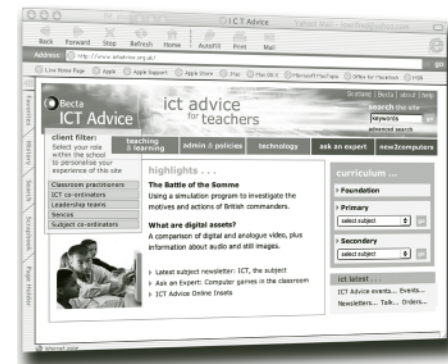 ICT Advice
Back Forward Stop Refresh Home AutoFill Print Mail
Address: http://www.ictadvice.org.uk/ go
Live Home Page Apple Apple Support Apple Store .Mac Mac OS X Microsoft MacTopia Office for Macintosh MSN
Favorites
History
Search
Scrapbook
Page Holder
Becta
ICT Advice
ict advice
for teachers
Scotland | Becta | about | help
search the site
keywords go
advanced search
client filter:
Select your role
within the school
to personalise your
experience of this site
Classroom practitioners
ICT co-ordinators
Leadership teams
Sencos
Subject co-ordinators
teaching
& learning
admin & policies
technology
ask an expert
new2computers
highlights . . .
The Battle of the Somme
Using a simulation program to investigate the
motives and actions of British commanders.
What are digital assets?
A comparison of digital and analogue video, plus
information about audio and still images.
Latest subject newsletter: ICT, the subject
Ask an Expert: Computer games in the classroom
ICT Advice Online Insets
curriculum ...
Foundation
Primary
select subject go
Secondary
select subject go
ict latest . . .
ICT Advice events... Events...
Newsletters... Talk... Orders...
Internet zone